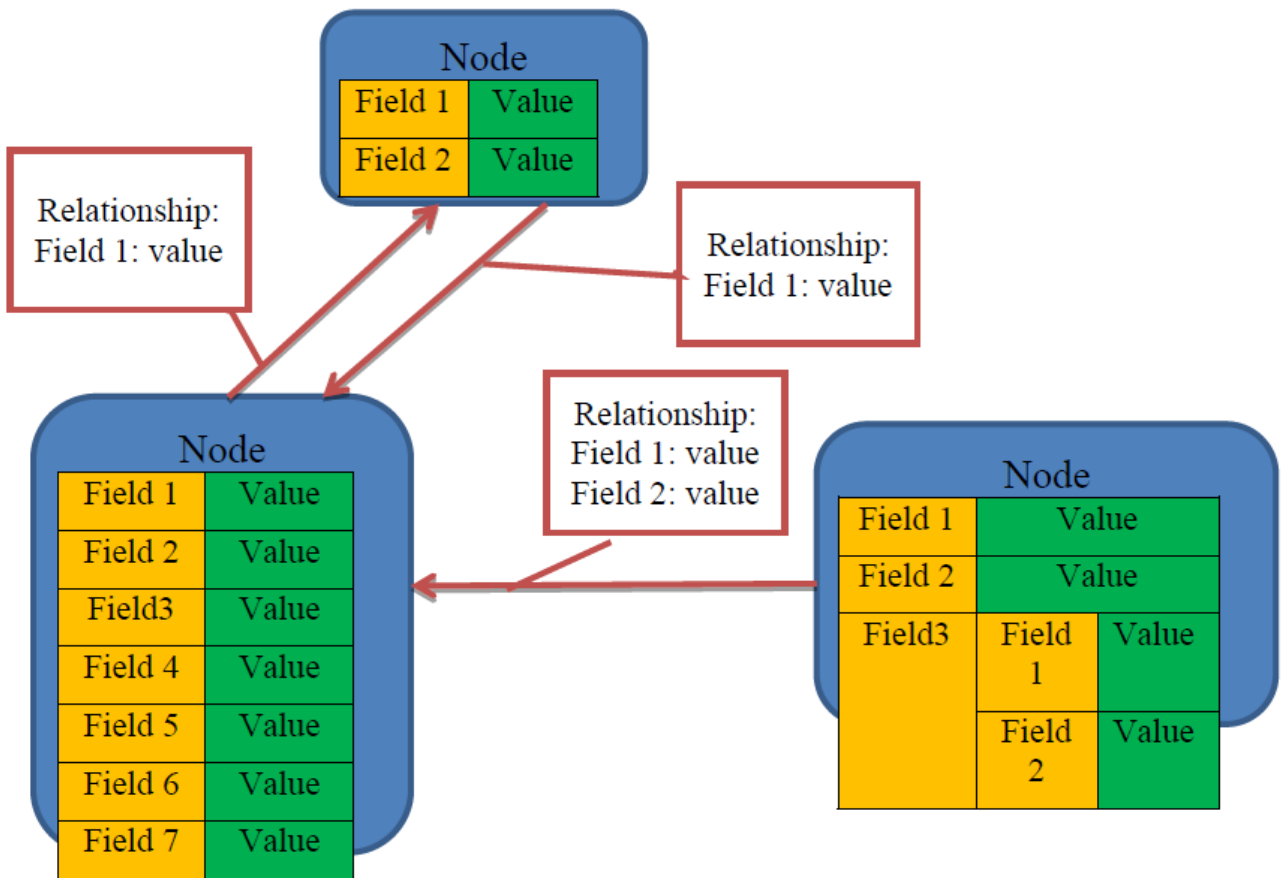 Node
Field 1 Value
Field 2 Value
Relationship:
Field 1: value
Relationship:
Field 1: value
Relationship:
Field 1: value
Field 2: value
Node
Field 1 Value
Field 2 Value
Field3 Value
Field 4 Value
Field 5 Value
Field 6 Value
Field 7 Value
Node
Field 1 Value
Field 2 Value
Field3 Field Value
1
Field Value
2